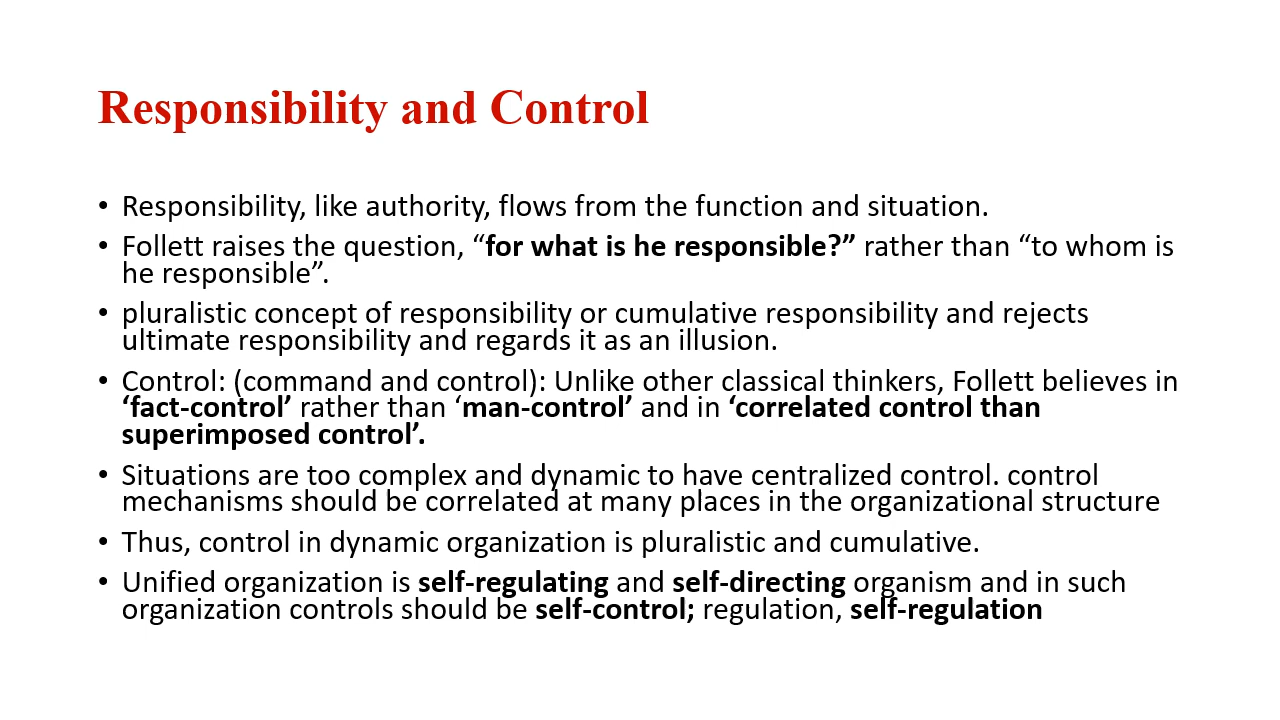 Responsibility and Control
• Responsibility, like authority, flows from the function and situation.
• Follett raises the question, “for what is he responsible?” rather than “to whom is
he responsible”.
• pluralistic concept of responsibility or cumulative responsibility and rejects
ultimate responsibility and regards it as an illusion.
• Control: (command and control): Unlike other classical thinkers, Follett believes in
‘fact-control’ rather than ‘man-control’ and in ‘correlated control than
superimposed control’.
• Situations are too complex and dynamic to have centralized control. control
mechanisms should be correlated at many places in the organizational structure
• Thus, control in dynamic organization is pluralistic and cumulative.
• Unified organization is self-regulating and self-directing organism and in such
organization controls should be self-control; regulation, self-regulation